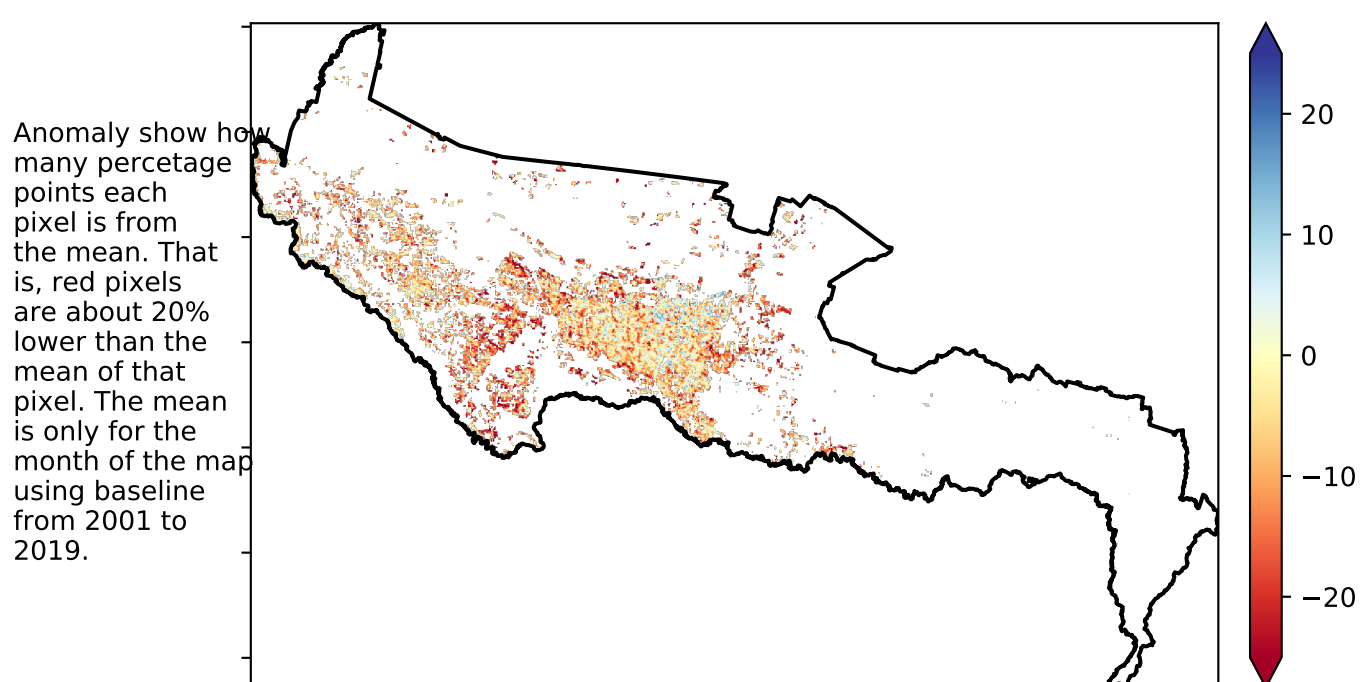 Anomaly show how
many percetage
points each
pixel is from
the mean. That
is, red pixels
are about 20%
lower than the
mean of that
pixel. The mean
is only for the
month of the map
using baseline
from 2001 to
2019.
20
10
0
−10
−20